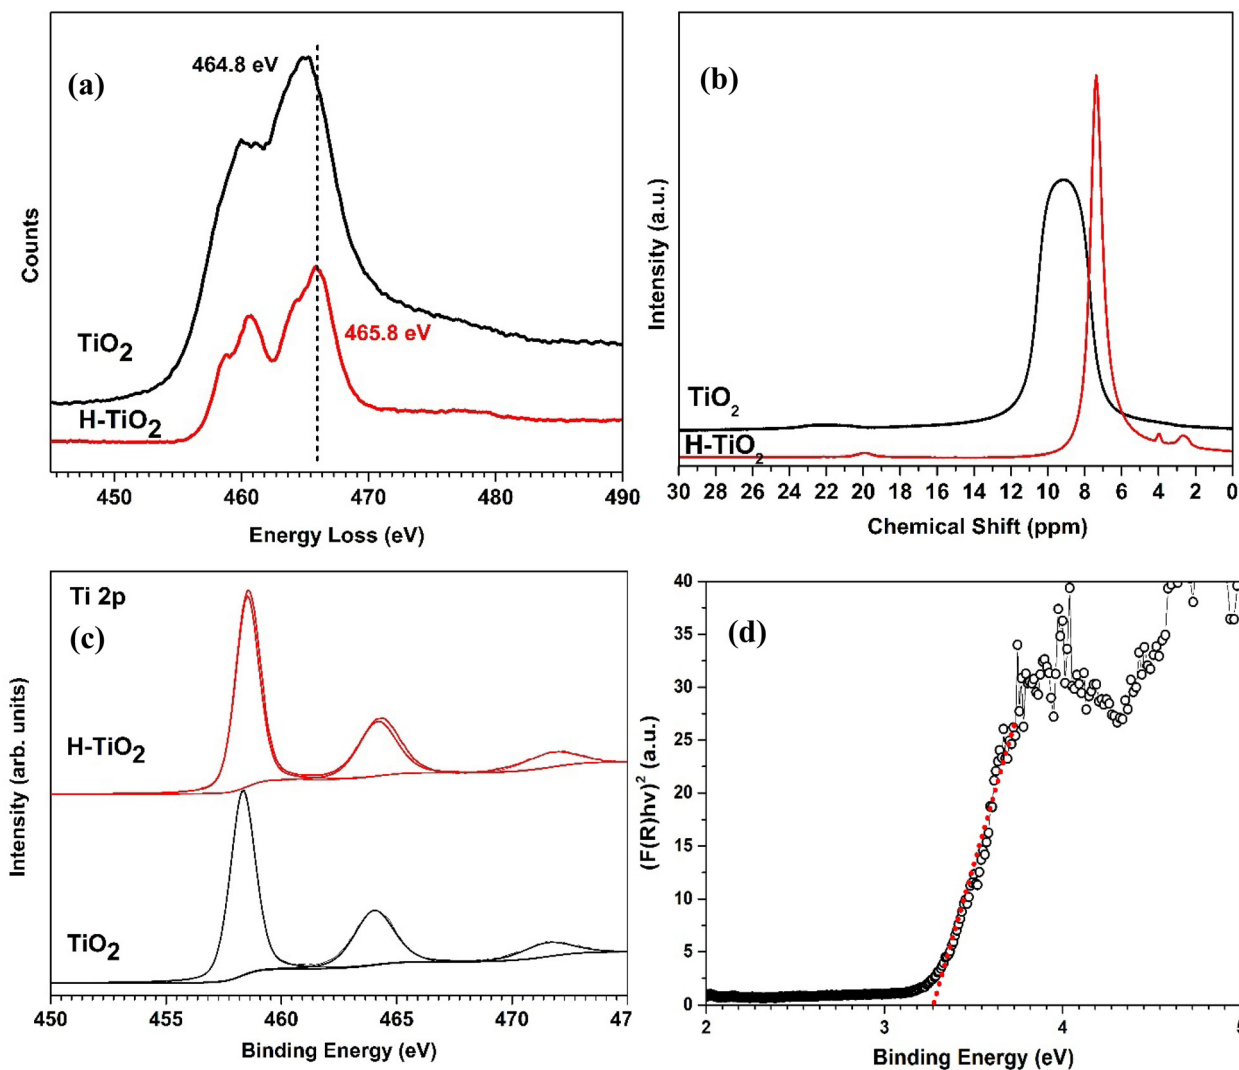 (a)
464.8 eV
465.8 eV
TiO2
H-TiO2
Counts
450 460 470 480 490
Energy Loss (eV)
(b)
TiO2
H-TiO2
Intensity (a.u.)
30 28 26 24 22 20 18 16 14 12 10 8 6 4 2 0
Chemical Shift (ppm)
Ti 2p
(c)
H-TiO2
TiO2
Intensity (arb. units)
450 455 460 465 470 47
Binding Energy (eV)
(d)
40
35
30
25
20
15
10
5
0
(F(R)hv)2 (a.u.)
2 3 4 5
Binding Energy (eV)